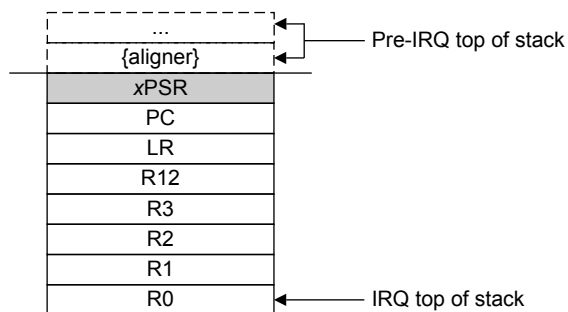 ...
Pre-IRQ top of stack
{aligner}
xPSR
PC
LR
R12
R3
R2
R1
R0
IRQ top of stack